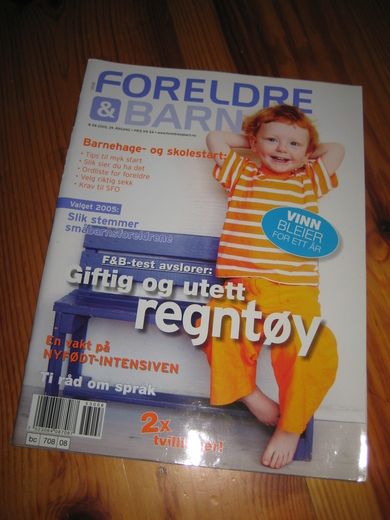 FORELDRE
& BARN
Barnehage- og skolestart:
• Tips til myk start
• Slik sier du ha det
• Ordliste for foreldre
• Velg riktig sekk
• Krav til SFO
VINN
BLEIER
FOR ETT ÅR
Valget 2005:
Slik stemmer
småbarnsforeldrene
F&B-test avslører:
Giftig og utett
regntøy
En vakt på
NYFØDT-INTENSIVEN
Ti råd om språk
2x
tvillinger!
bc 708 08